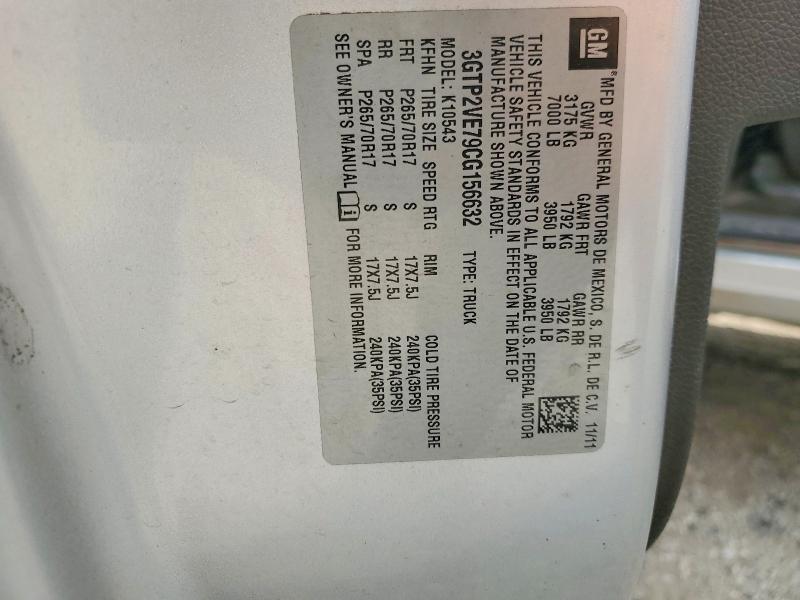 GM
®MFD BY GENERAL MOTORS DE MEXICO, S. DE R.L. DE C.V. 11/11
GVWR GAWR FRT GAWR RR
3175 KG 1792 KG 1792 KG
7000 LB 3950 LB 3950 LB
THIS VEHICLE CONFORMS TO ALL APPLICABLE U.S. FEDERAL MOTOR
VEHICLE SAFETY STANDARDS IN EFFECT ON THE DATE OF
MANUFACTURE SHOWN ABOVE.
3GTP2VE79CG156632 TYPE: TRUCK
MODEL: K10543
KFHN TIRE SIZE SPEED RTG RIM COLD TIRE PRESSURE
FRT P265/70R17 S 17X7.5J 240KPA(35PSI)
RR P265/70R17 S 17X7.5J 240KPA(35PSI)
SPA P265/70R17 S 17X7.5J 240KPA(35PSI)
SEE OWNER'S MANUAL i FOR MORE INFORMATION.